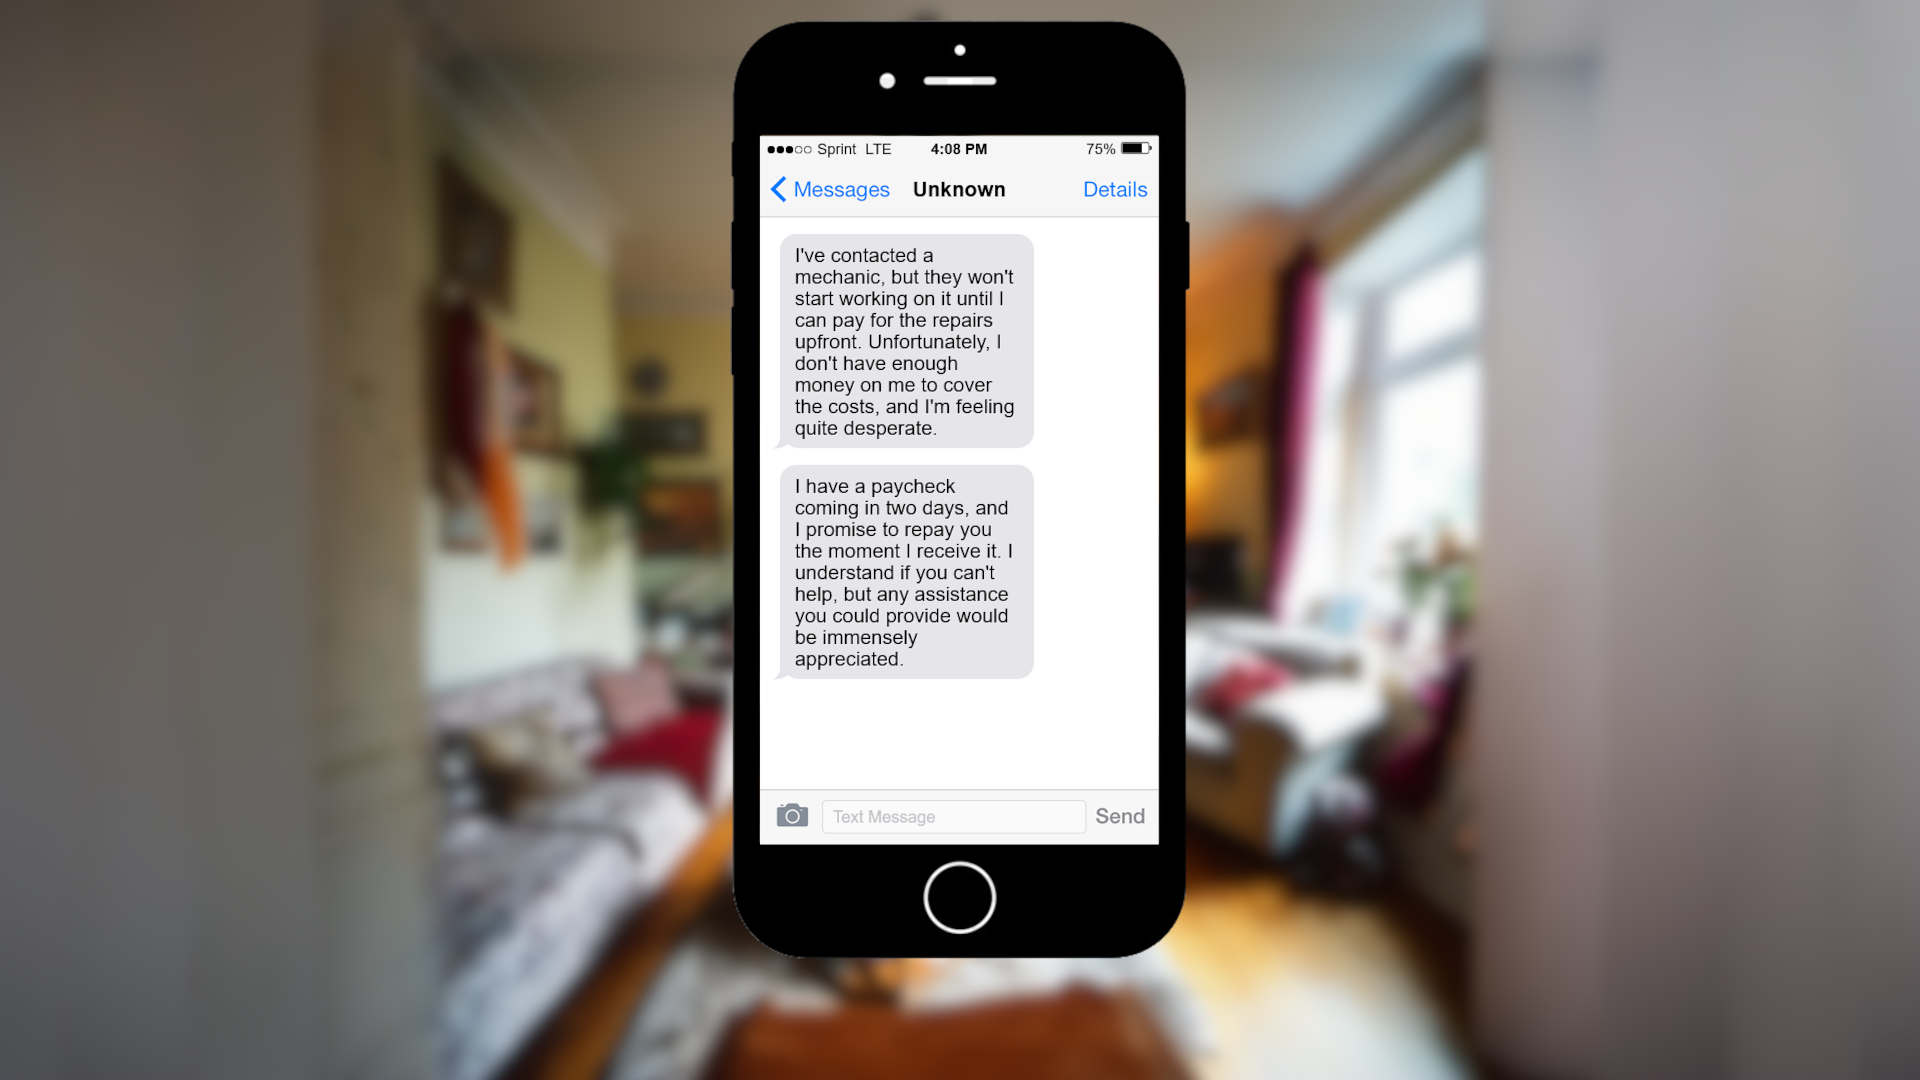 Sprint LTE 4:08 PM 75%
Messages Unknown Details
I've contacted a
mechanic, but they won't
start working on it until I
can pay for the repairs
upfront. Unfortunately, I
don't have enough
money on me to cover
the costs, and I'm feeling
quite desperate.
I have a paycheck
coming in two days, and
I promise to repay you
the moment I receive it. I
understand if you can't
help, but any assistance
you could provide would
be immensely
appreciated.
Text Message Send